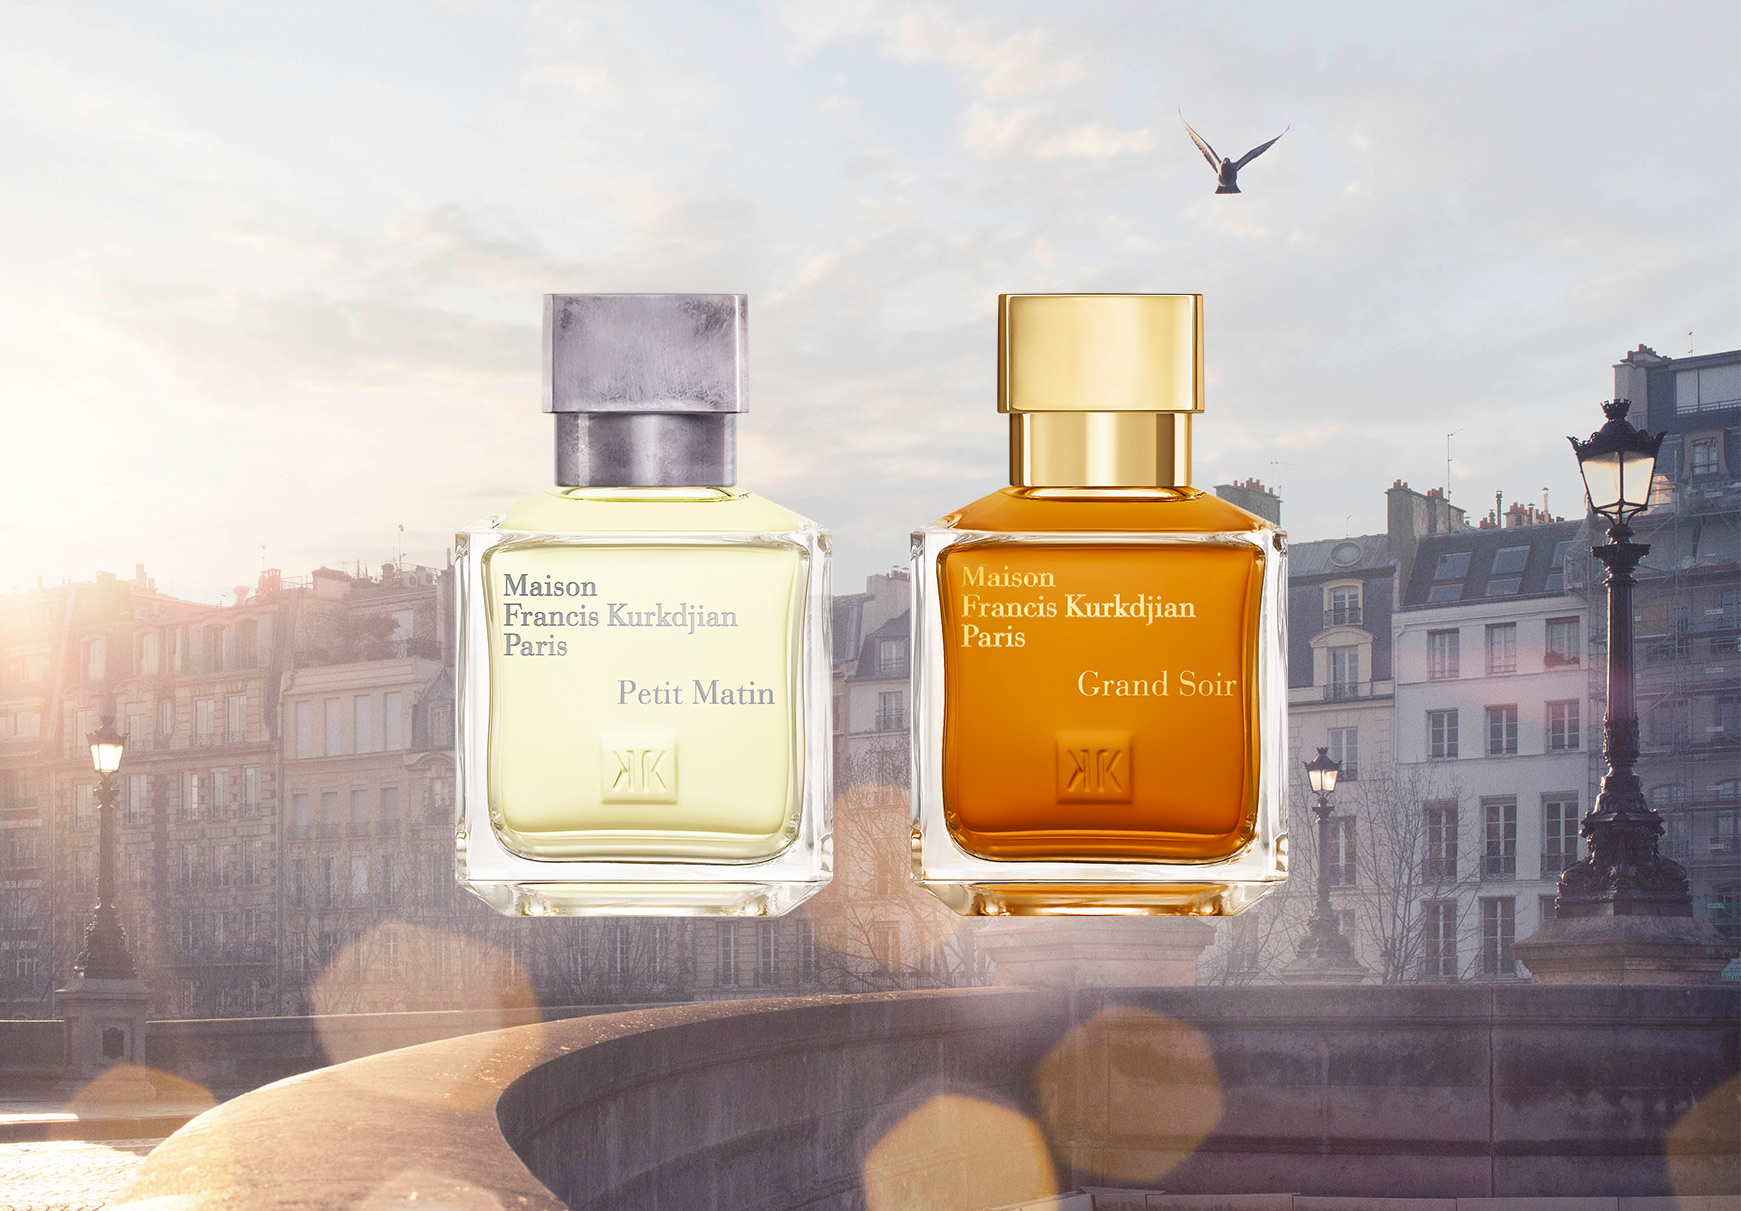 Maison
Francis Kurkdjian
Paris
Petit Matin
Maison
Francis Kurkdjian
Paris
Grand Soir